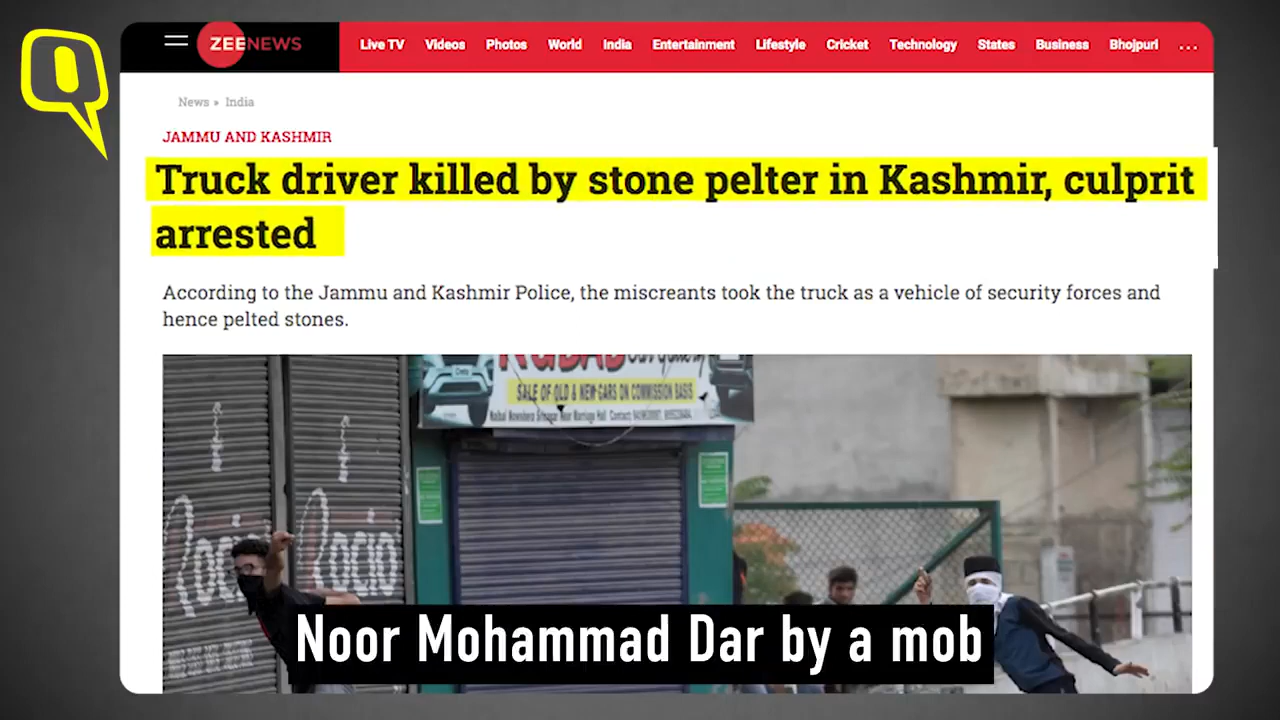 Q
ZEENEWS
Live TV Videos Photos World India Entertainment Lifestyle Cricket Technology States Business Bhojpuri ...
News » India
JAMMU AND KASHMIR
Truck driver killed by stone pelter in Kashmir, culprit
arrested
According to the Jammu and Kashmir Police, the miscreants took the truck as a vehicle of security forces and
hence pelted stones.
SALE OF OLD & NEW CARS ON COMMISSION BASIS
Rocio
Rocio
Noor Mohammad Dar by a mob